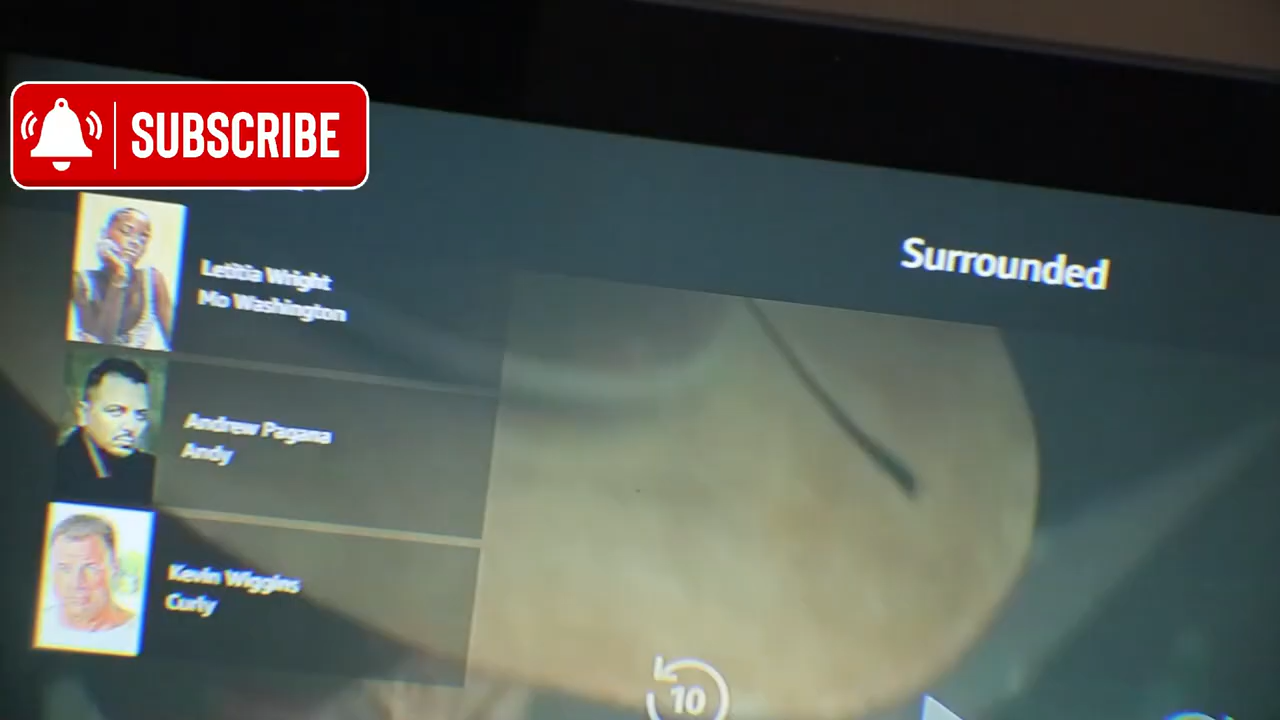 SUBSCRIBE
Surrounded
Letitia Wright
Mo Washington
Andrew Pagana
Andy
Kevin Wiggins
Curly
10